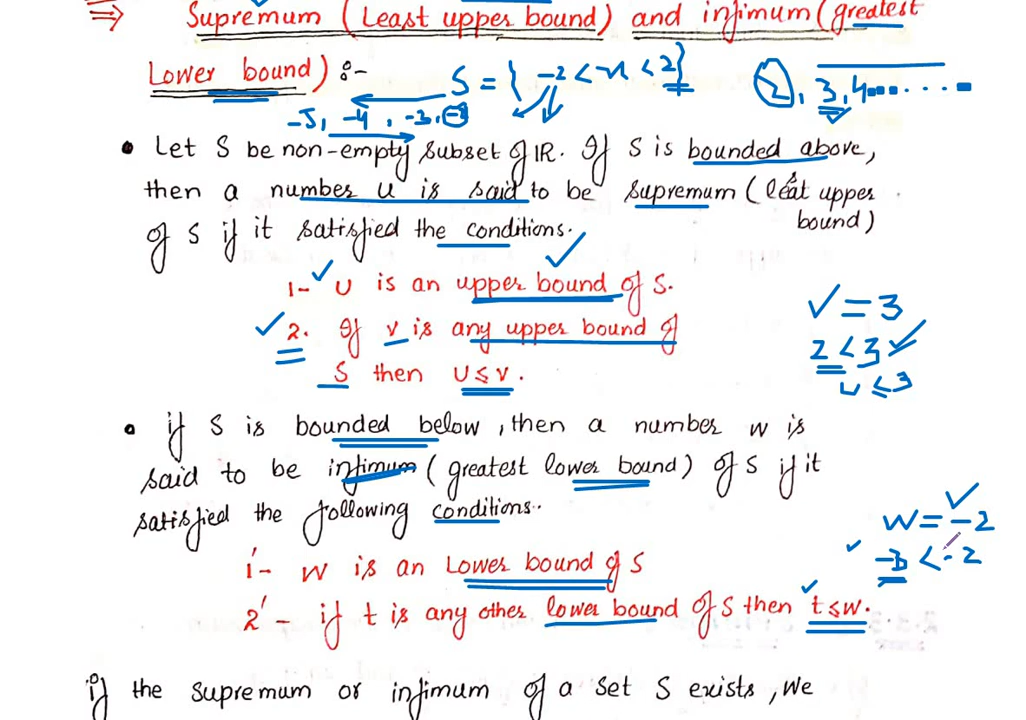 ⇒ Supremum (Least upper bound) and infimum (greatest
Lower bound) :-
S = { -2 < x < 2 }
2, 3, 4 . . . . . .
-5, -4, -3, -2
• Let S be non-empty subset of IR. If S is bounded above,
then a number u is said to be supremum (leat upper
bound)
of S if it satisfied the conditions.
1- U is an upper bound of S.
2. If v is any upper bound of
S then U ≤ v.
✓ = 3
2 < 3 ✓
u ≤ 3
• if S is bounded below, then a number w is
said to be infimum (greatest lower bound) of S if it
satisfied the following conditions..
w = -2
-3 < -2
1'- w is an Lower bound of S
2'- if t is any other lower bound of S then t ≤ w.
if the supremum or infimum of a set S exists, we